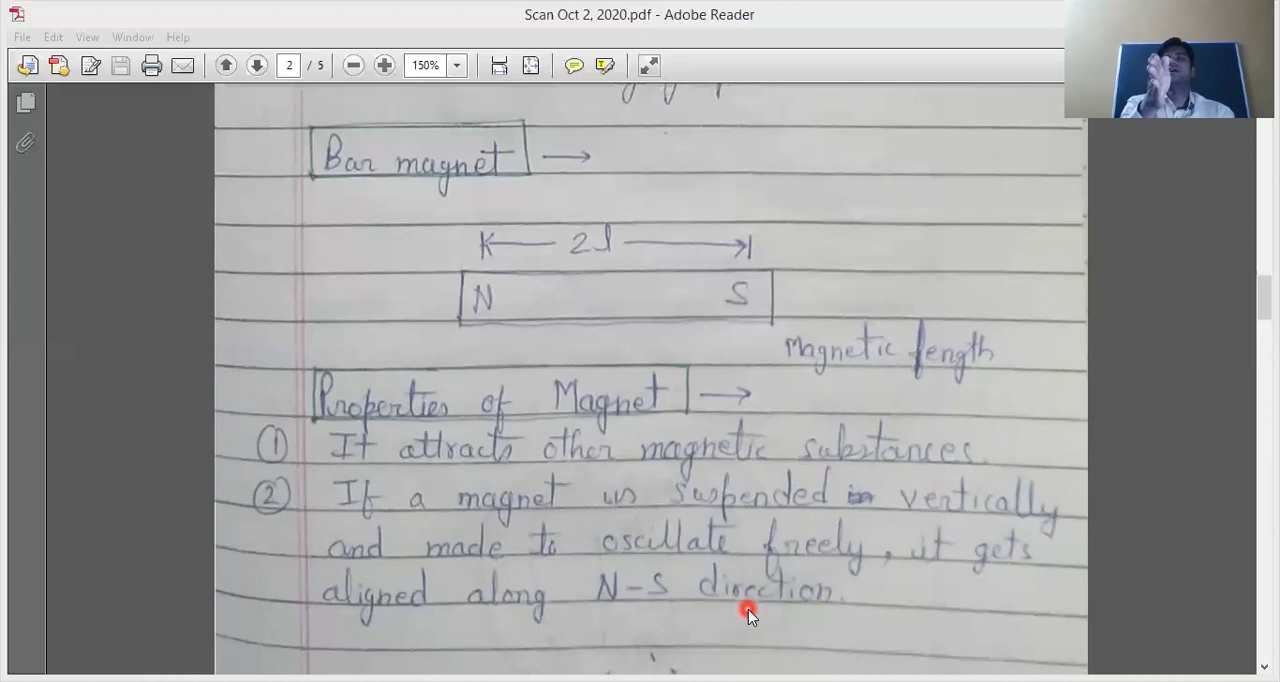 Scan Oct 2, 2020.pdf - Adobe Reader
File Edit View Window Help
2 / 5 150%
Bar magnet →
2l
N S
Magnetic length
Properties of Magnet →
① It attracts other magnetic substances.
② If a magnet is suspended vertically
and made to oscillate freely, it gets
aligned along N-S direction.